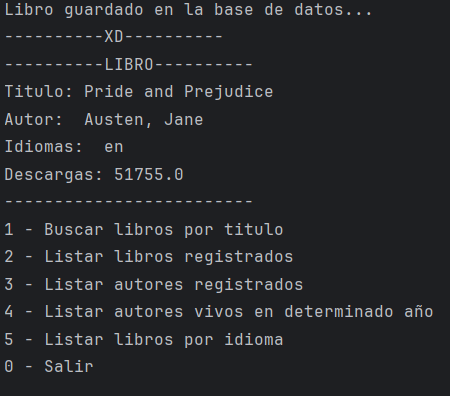 Libro guardado en la base de datos...
----------XD----------
----------LIBRO----------
Titulo: Pride and Prejudice
Autor:  Austen, Jane
Idiomas:  en
Descargas: 51755.0
-------------------------
1 - Buscar libros por titulo
2 - Listar libros registrados
3 - Listar autores registrados
4 - Listar autores vivos en determinado año
5 - Listar libros por idioma
0 - Salir